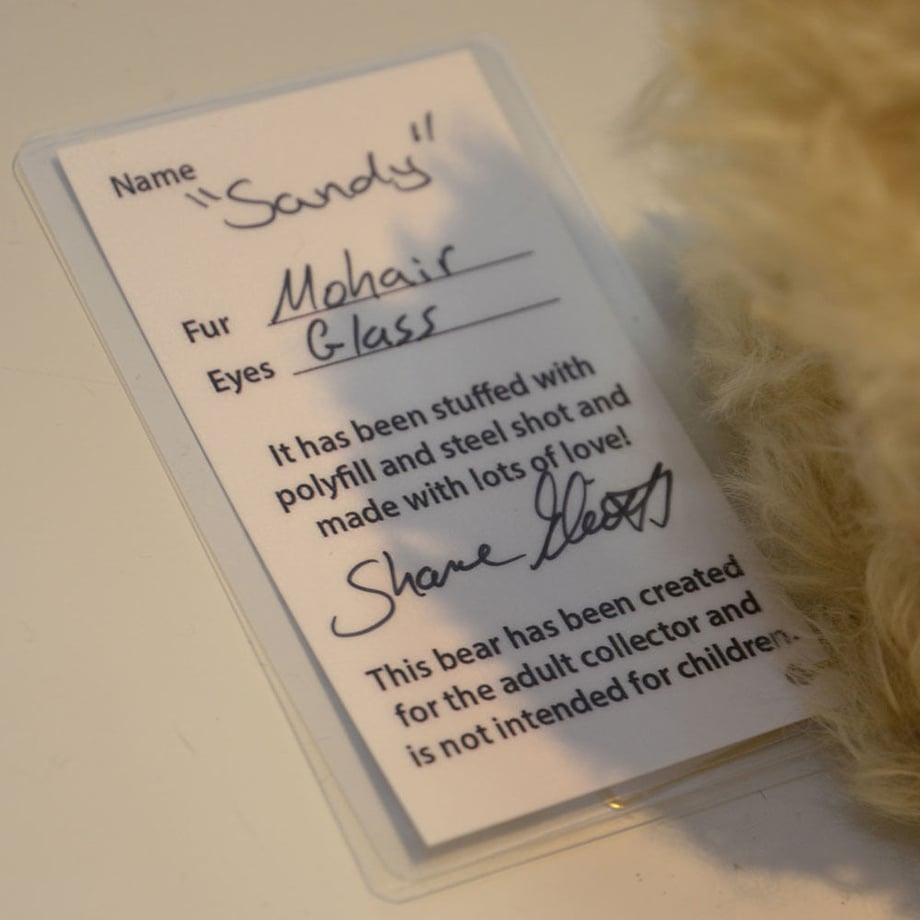 Name
"Sandy"
Fur Mohair
Eyes Glass
It has been stuffed with
polyfill and steel shot and
made with lots of love!
Shane
This bear has been created
for the adult collector and
is not intended for children.